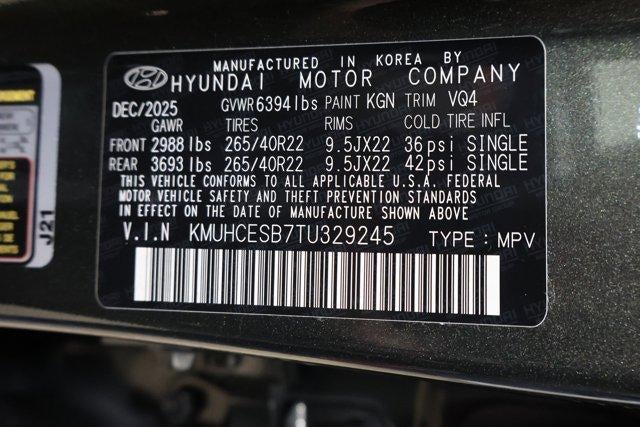 MANUFACTURED IN KOREA BY
HYUNDAI MOTOR COMPANY
DEC/2025 GVWR6394lbs PAINT KGN TRIM VQ4
GAWR TIRES RIMS COLD TIRE INFL
FRONT 2988 lbs 265/40R22 9.5JX22 36psi SINGLE
REAR 3693 lbs 265/40R22 9.5JX22 42psi SINGLE
THIS VEHICLE CONFORMS TO ALL APPLICABLE U.S.A. FEDERAL
MOTOR VEHICLE SAFETY AND THEFT PREVENTION STANDARDS
IN EFFECT ON THE DATE OF MANUFACTURE SHOWN ABOVE
V.I.N KMUHCESB7TU329245 TYPE : MPV
J21